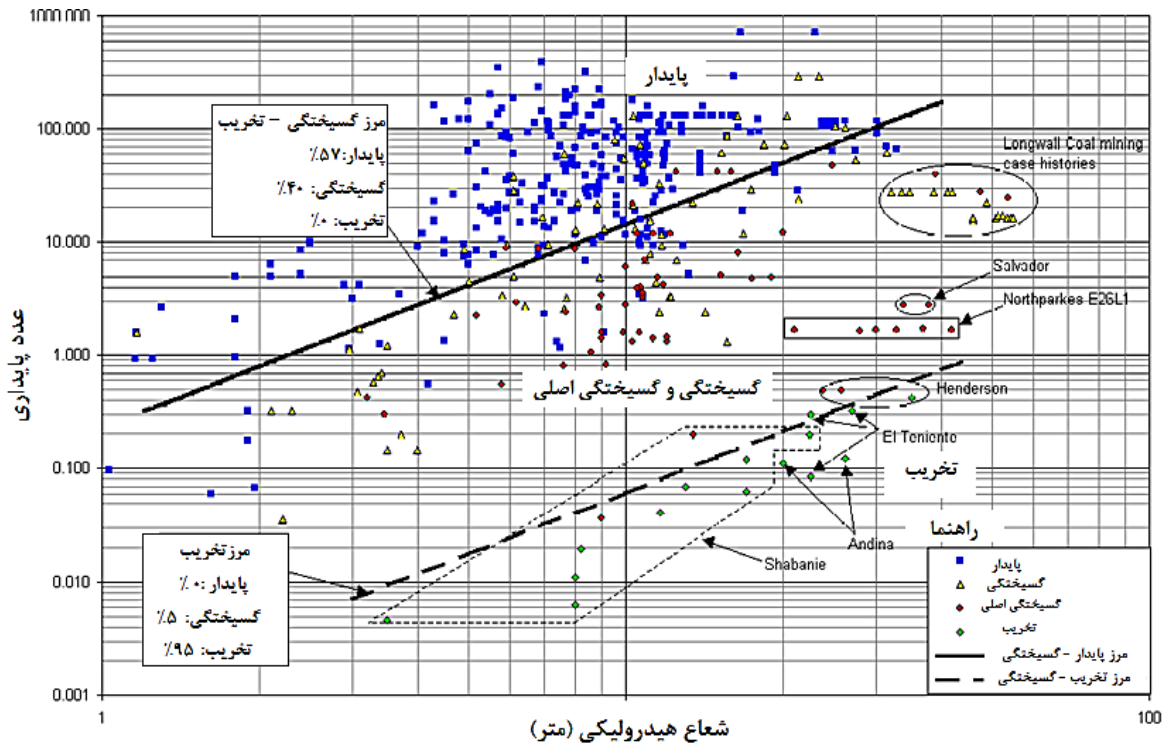 1000.000
100.000
10.000
1.000
0.100
0.010
0.001
عدد پایداری
پایدار
مرز گسیختگی – تخریب
پایدار:۵۷٪
گسیختگی: ۴۰٪
تخریب: ۰٪
Longwall Coal mining
case histories
Salvador
Northparkes E26L1
گسیختگی و گسیختگی اصلی
Henderson
El Teniente
تخریب
Andina
Shabanie
مرز تخریب
پایدار: ۰٪
گسیختگی: ۵٪
تخریب: ۹۵٪
راهنما
پایدار
گسیختگی
گسیختگی اصلی
تخریب
مرز پایدار – گسیختگی
مرز تخریب – گسیختگی
1
100
شعاع هیدرولیکی (متر)